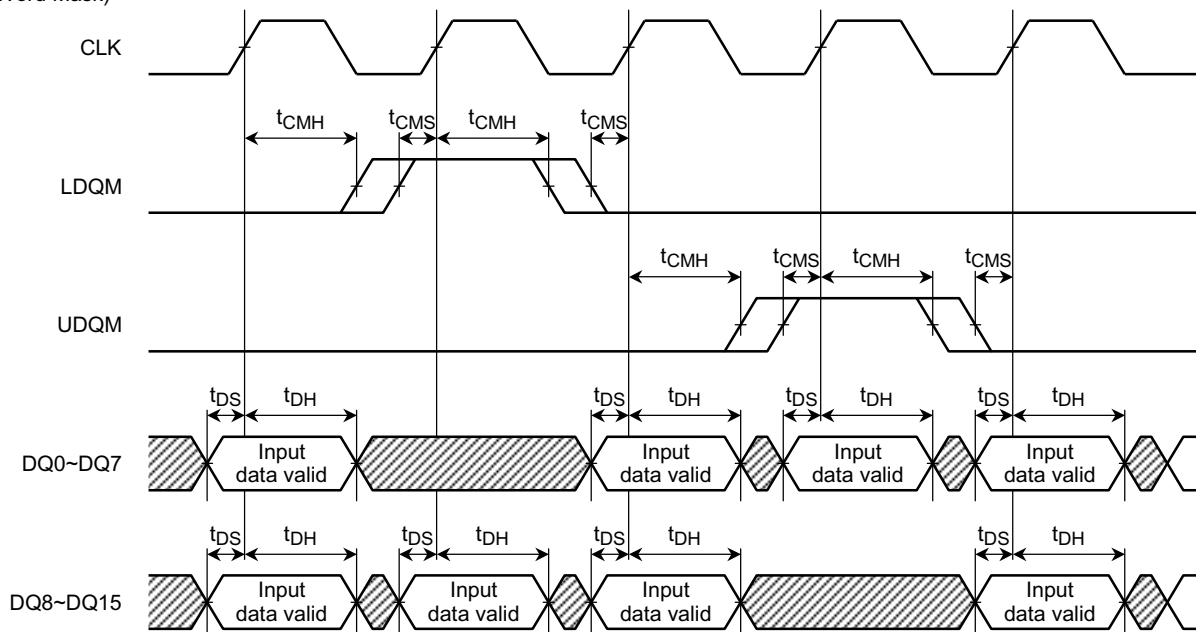 CLK
tCMH tCMS tCMH tCMS
LDQM
tCMH tCMS tCMH tCMS
UDQM
tDS tDH tDS tDH tDS tDH tDS tDH
DQ0~DQ7
Input data valid
Input data valid
Input data valid
Input data valid
tDS tDH tDS tDH tDS tDH tDS tDH
DQ8~DQ15
Input data valid
Input data valid
Input data valid
Input data valid